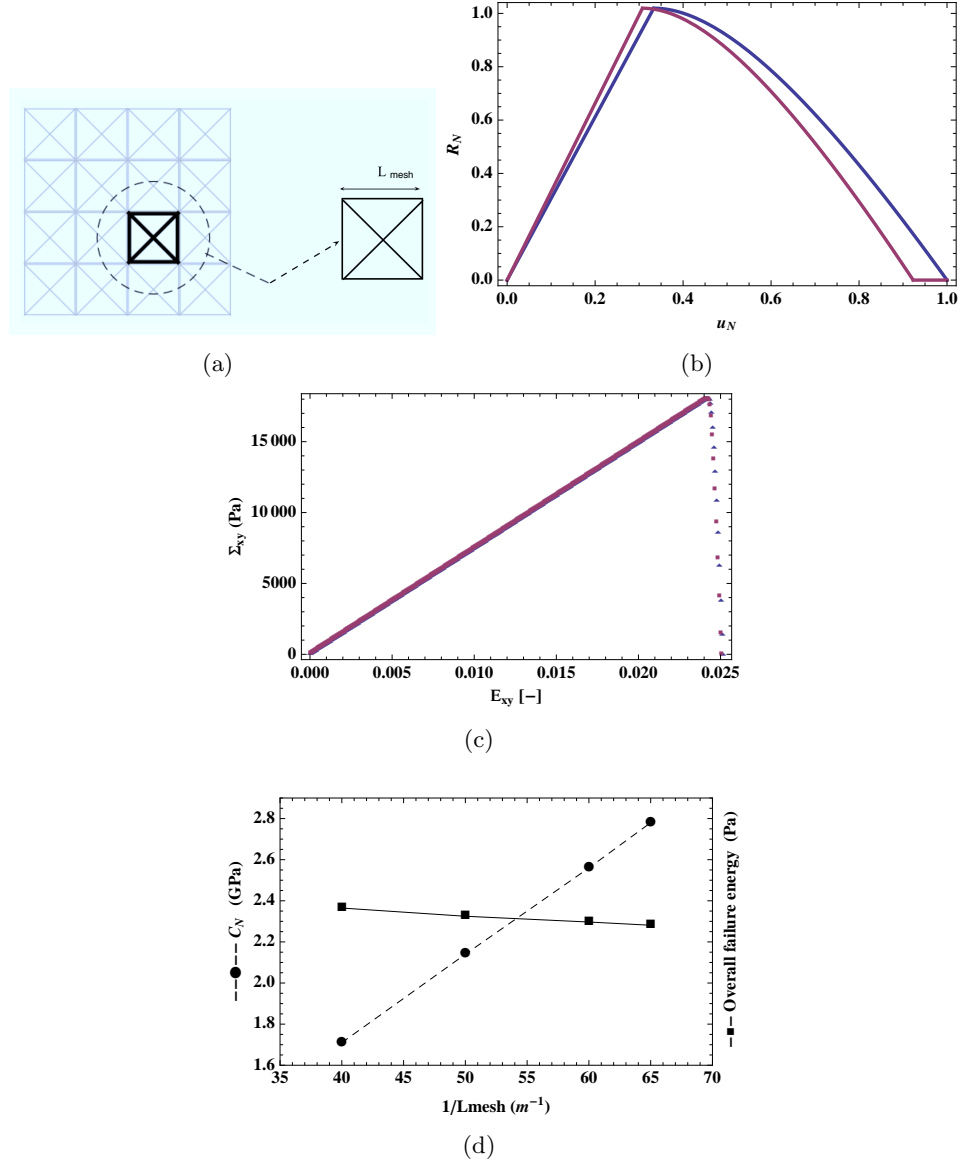 L mesh
(a)
R_N
1.0
0.8
0.6
0.4
0.2
0.0
0.0 0.2 0.4 0.6 0.8 1.0
u_N
(b)
Σxy (Pa)
15 000
10 000
5000
0
0.000 0.005 0.010 0.015 0.020 0.025
Exy [−]
(c)
−−●−− C_N (GPa)
2.8
2.6
2.4
2.2
2.0
1.8
1.6
35 40 45 50 55 60 65 70
1/Lmesh (m⁻¹)
−■− Overall failure energy (Pa)
(d)